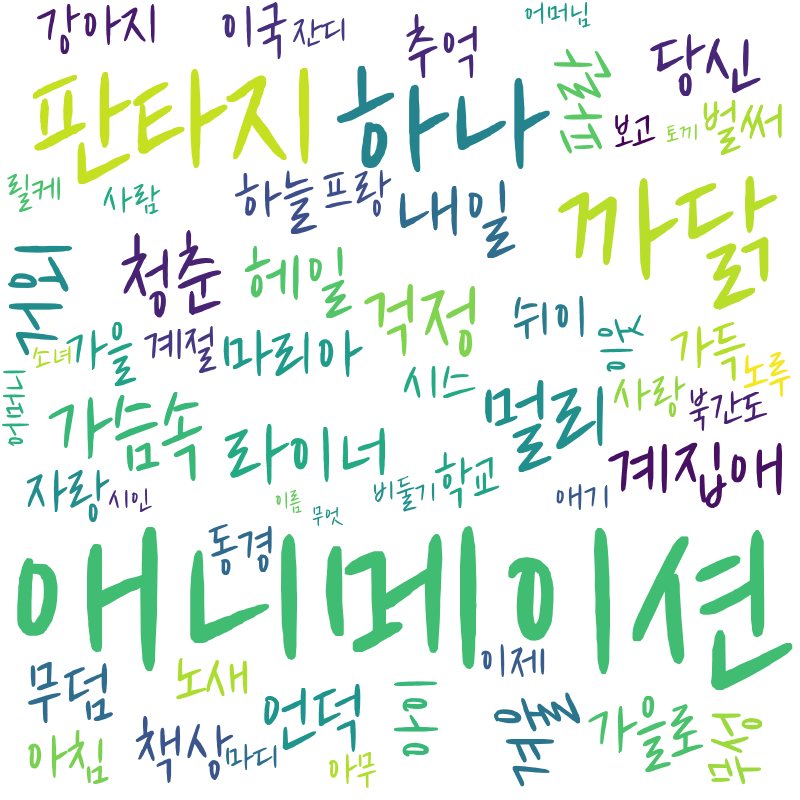 강아지 이국 잔디 추억 어머님
당신
판타지 하나 보고 토끼 벌써
릴케 사람 하늘 프랑 내일 까닭
청춘 헤일 걱정 쉬이
소녀 가을 계절 마리아 시스 가득 노루
가슴속 라이너 멀리 사랑 북간도
자랑 시인 이름 무엇 비둘기 학교 애기 계집애
애니메이션
동경
무덤 노새 언덕 이제
아침 책상 마디 아무 겨울 가을로 무성